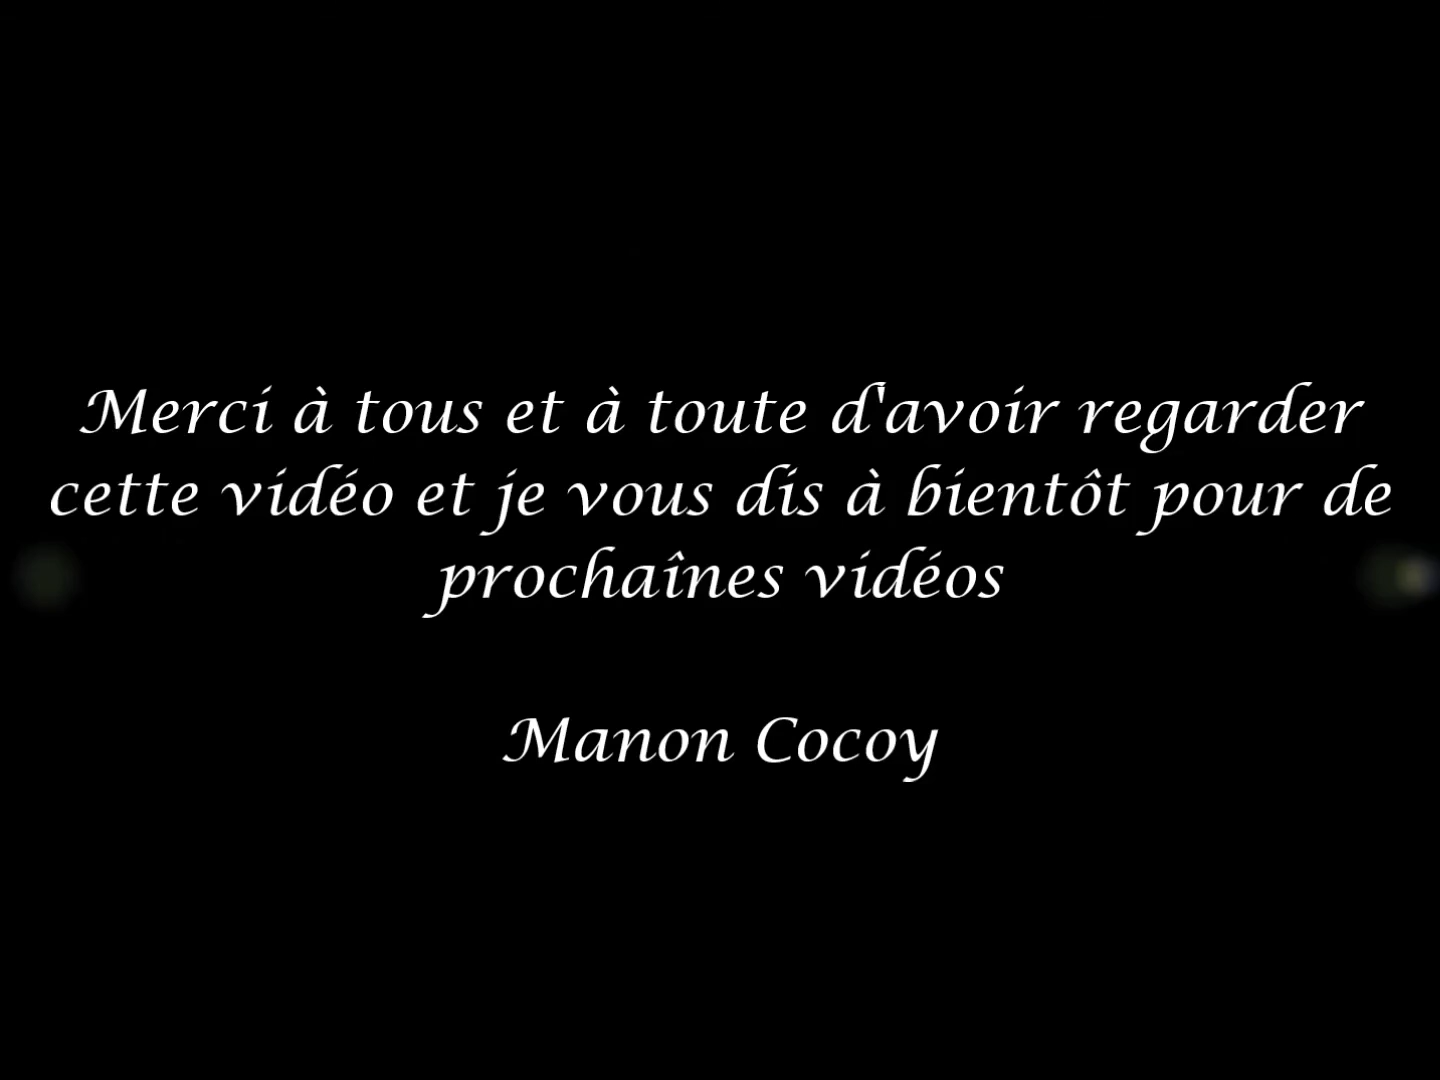 Merci à tous et à toute d'avoir regarder
cette vidéo et je vous dis à bientôt pour de
prochaînes vidéos
Manon Cocoy